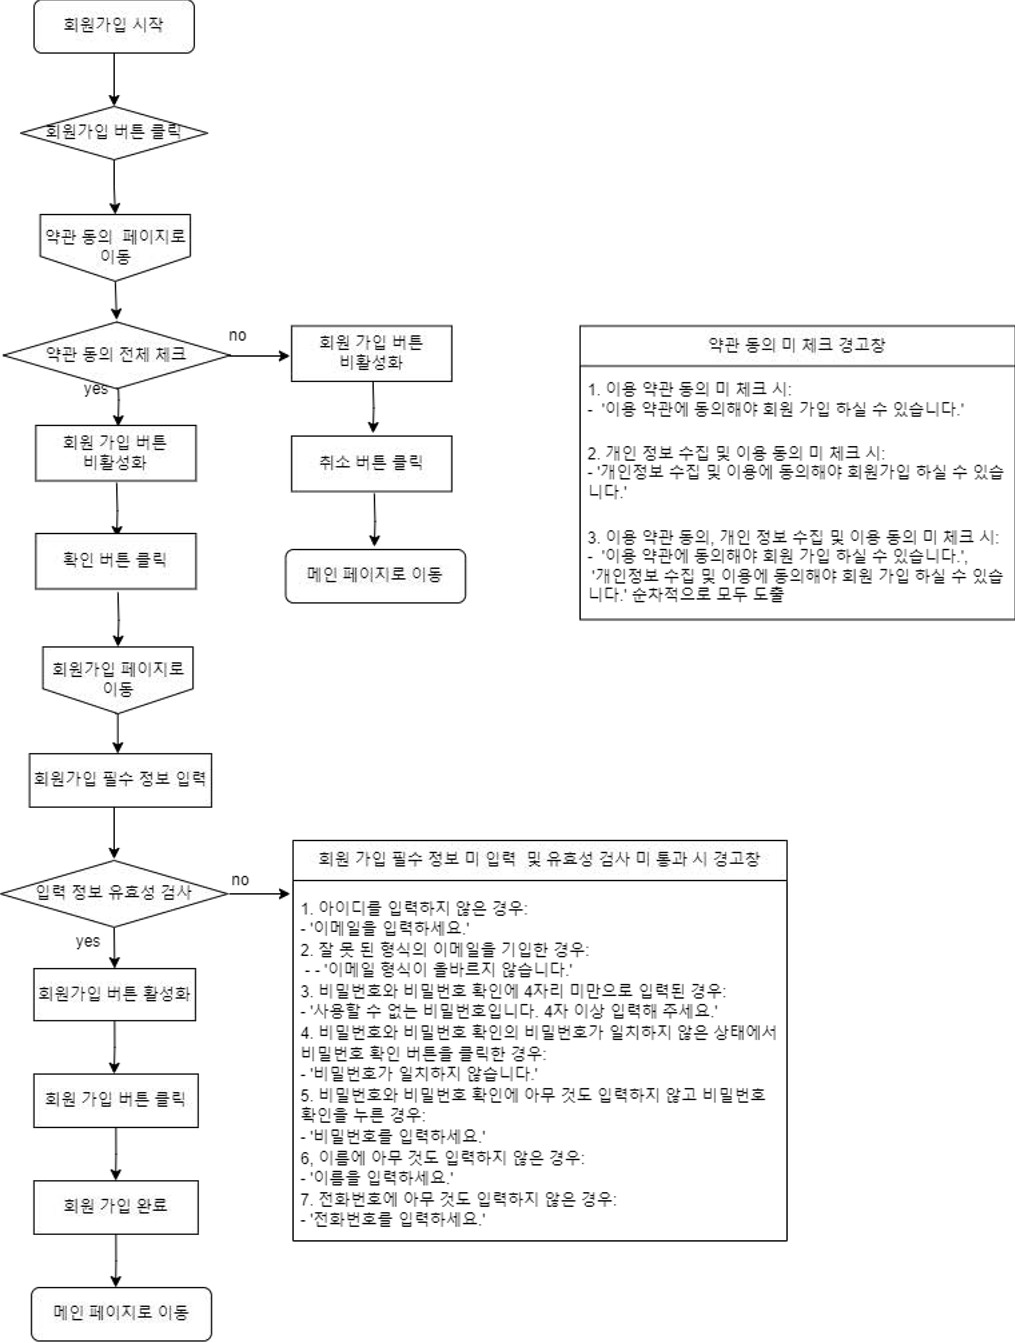 회원가입 시작
회원가입 버튼 클릭
약관 동의  페이지로
이동
약관 동의 전체 체크
no
yes
회원 가입 버튼
비활성화
취소 버튼 클릭
메인 페이지로 이동
회원 가입 버튼
비활성화
확인 버튼 클릭
회원가입 페이지로
이동
회원가입 필수 정보 입력
입력 정보 유효성 검사
no
yes
회원가입 버튼 활성화
회원 가입 버튼 클릭
회원 가입 완료
메인 페이지로 이동
약관 동의 미 체크 경고창
1. 이용 약관 동의 미 체크 시:
-  '이용 약관에 동의해야 회원 가입 하실 수 있습니다.'
2. 개인 정보 수집 및 이용 동의 미 체크 시:
- '개인정보 수집 및 이용에 동의해야 회원가입 하실 수 있습
니다.'
3. 이용 약관 동의, 개인 정보 수집 및 이용 동의 미 체크 시:
-  '이용 약관에 동의해야 회원 가입 하실 수 있습니다.',
'개인정보 수집 및 이용에 동의해야 회원 가입 하실 수 있습
니다.' 순차적으로 모두 도출
회원 가입 필수 정보 미 입력  및 유효성 검사 미 통과 시 경고창
1. 아이디를 입력하지 않은 경우:
- '이메일을 입력하세요.'
2. 잘 못 된 형식의 이메일을 기입한 경우:
- - '이메일 형식이 올바르지 않습니다.'
3. 비밀번호와 비밀번호 확인에 4자리 미만으로 입력된 경우:
- '사용할 수 없는 비밀번호입니다. 4자 이상 입력해 주세요.'
4. 비밀번호와 비밀번호 확인의 비밀번호가 일치하지 않은 상태에서
비밀번호 확인 버튼을 클릭한 경우:
- '비밀번호가 일치하지 않습니다.'
5. 비밀번호와 비밀번호 확인에 아무 것도 입력하지 않고 비밀번호
확인을 누른 경우:
- '비밀번호를 입력하세요.'
6, 이름에 아무 것도 입력하지 않은 경우:
- '이름을 입력하세요.'
7. 전화번호에 아무 것도 입력하지 않은 경우:
- '전화번호를 입력하세요.'